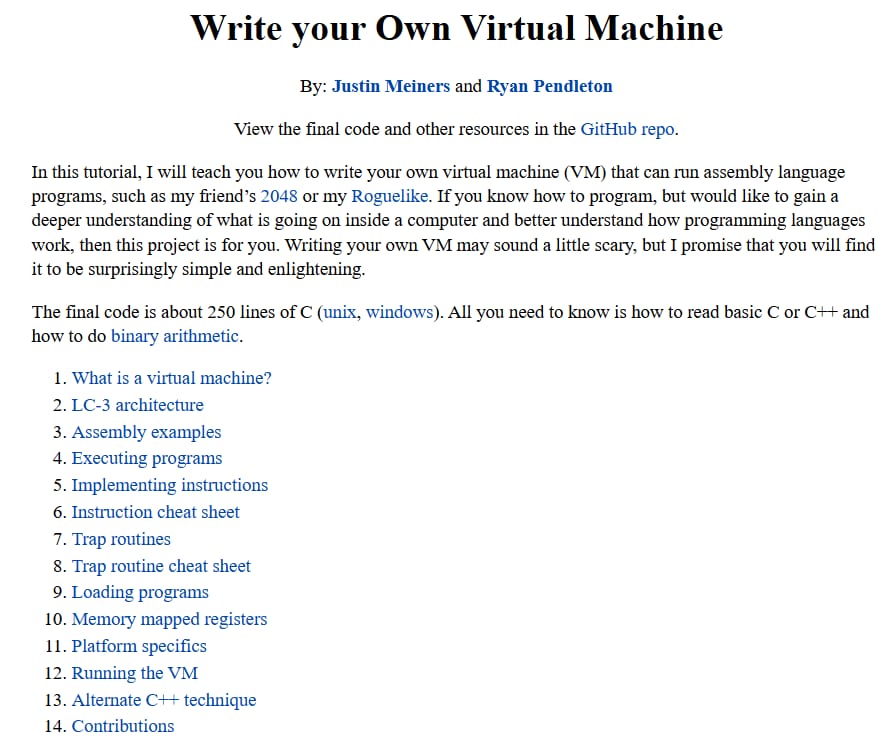 Write your Own Virtual Machine
By: Justin Meiners and Ryan Pendleton
View the final code and other resources in the GitHub repo.
In this tutorial, I will teach you how to write your own virtual machine (VM) that can run assembly language
programs, such as my friend’s 2048 or my Roguelike. If you know how to program, but would like to gain a
deeper understanding of what is going on inside a computer and better understand how programming languages
work, then this project is for you. Writing your own VM may sound a little scary, but I promise that you will find
it to be surprisingly simple and enlightening.
The final code is about 250 lines of C (unix, windows). All you need to know is how to read basic C or C++ and
how to do binary arithmetic.
1. What is a virtual machine?
2. LC-3 architecture
3. Assembly examples
4. Executing programs
5. Implementing instructions
6. Instruction cheat sheet
7. Trap routines
8. Trap routine cheat sheet
9. Loading programs
10. Memory mapped registers
11. Platform specifics
12. Running the VM
13. Alternate C++ technique
14. Contributions